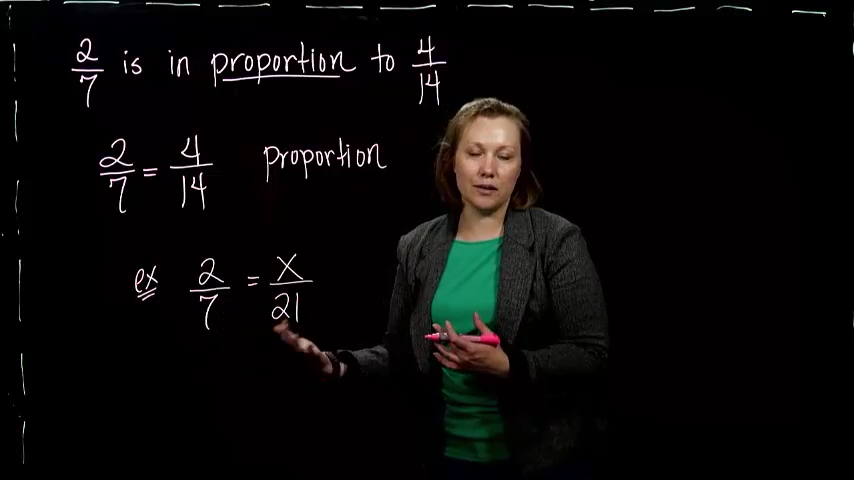 2/7 is in proportion to 4/14
2/7 = 4/14 proportion
ex 2/7 = x/21